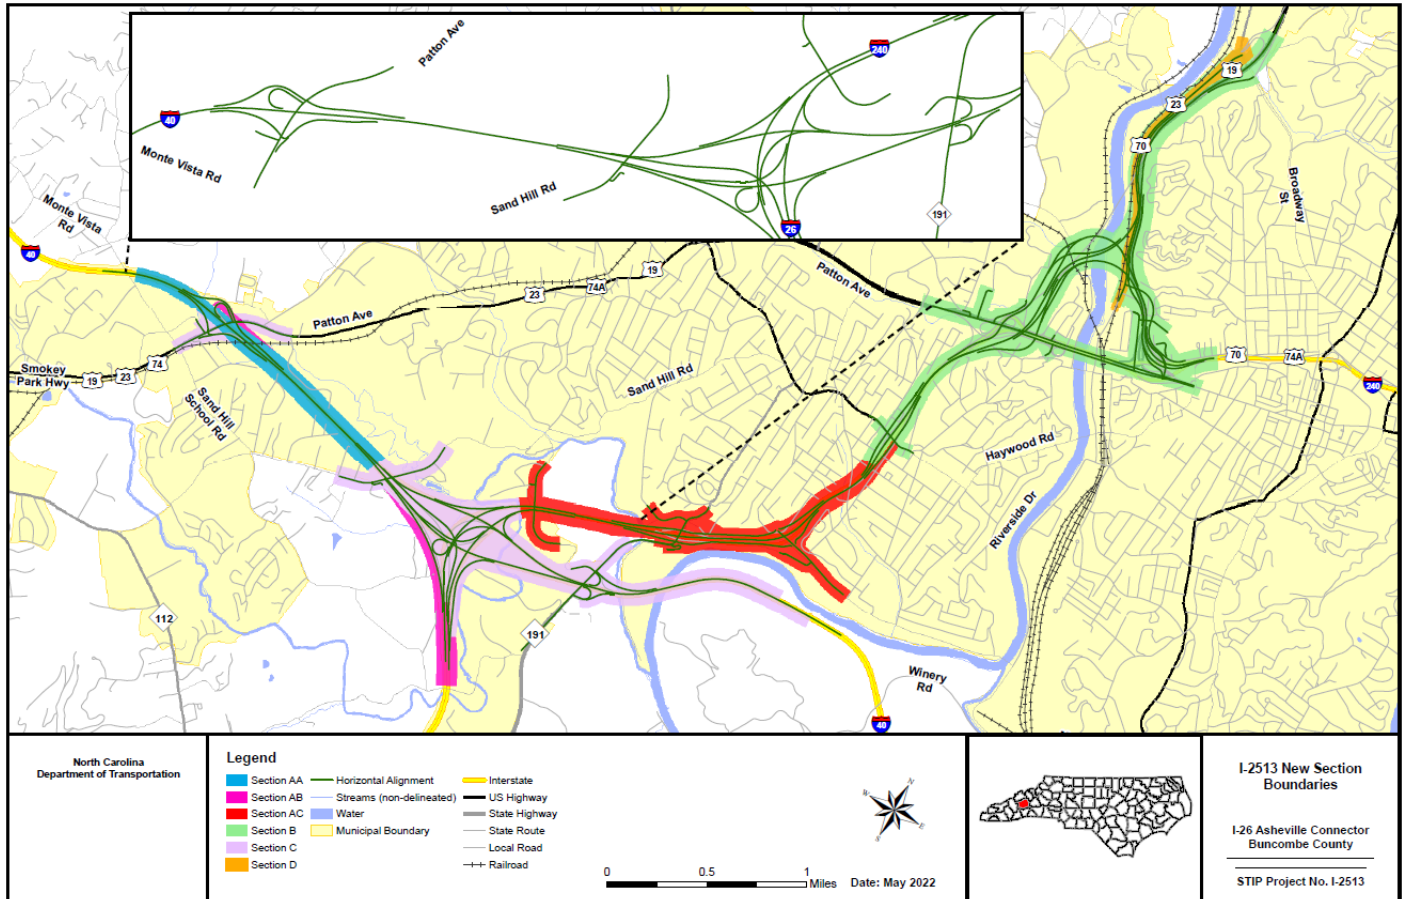 Patton Ave
240
40
Monte Vista Rd
Sand Hill Rd
191
26
19
23
70
Broadway
St
Monte Vista
Rd
40
19
74A
23
Patton Ave
Patton Ave
74
23
19
Smokey
Park Hwy
Sand Hill
School Rd
Sand Hill Rd
70
74A
240
Haywood Rd
Riverside Dr
112
191
Winery
Rd
40
North Carolina
Department of Transportation
Legend
Section AA
Section AB
Section AC
Section B
Section C
Section D
Horizontal Alignment
Streams (non-delineated)
Water
Municipal Boundary
Interstate
US Highway
State Highway
State Route
Local Road
Railroad
N
W
E
S
0 0.5 1
Miles
Date: May 2022
I-2513 New Section
Boundaries
I-26 Asheville Connector
Buncombe County
STIP Project No. I-2513